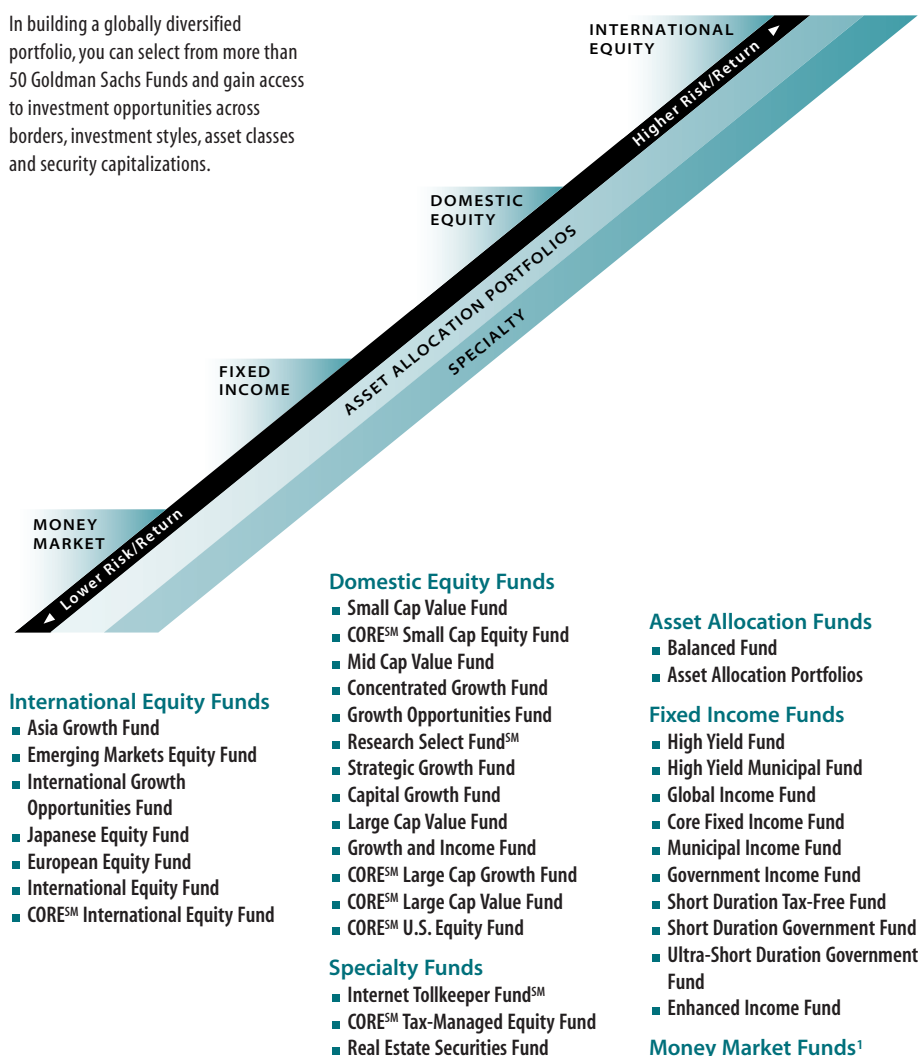 In building a globally diversified
portfolio, you can select from more than
50 Goldman Sachs Funds and gain access
to investment opportunities across
borders, investment styles, asset classes
and security capitalizations.
INTERNATIONAL
EQUITY
Higher Risk/Return ►
DOMESTIC
EQUITY
ASSET ALLOCATION PORTFOLIOS
SPECIALTY
FIXED
INCOME
MONEY
MARKET
◄ Lower Risk/Return
International Equity Funds
■ Asia Growth Fund
■ Emerging Markets Equity Fund
■ International Growth
Opportunities Fund
■ Japanese Equity Fund
■ European Equity Fund
■ International Equity Fund
■ CORE℠ International Equity Fund
Domestic Equity Funds
■ Small Cap Value Fund
■ CORE℠ Small Cap Equity Fund
■ Mid Cap Value Fund
■ Concentrated Growth Fund
■ Growth Opportunities Fund
■ Research Select Fund℠
■ Strategic Growth Fund
■ Capital Growth Fund
■ Large Cap Value Fund
■ Growth and Income Fund
■ CORE℠ Large Cap Growth Fund
■ CORE℠ Large Cap Value Fund
■ CORE℠ U.S. Equity Fund
Specialty Funds
■ Internet Tollkeeper Fund℠
■ CORE℠ Tax-Managed Equity Fund
■ Real Estate Securities Fund
Asset Allocation Funds
■ Balanced Fund
■ Asset Allocation Portfolios
Fixed Income Funds
■ High Yield Fund
■ High Yield Municipal Fund
■ Global Income Fund
■ Core Fixed Income Fund
■ Municipal Income Fund
■ Government Income Fund
■ Short Duration Tax-Free Fund
■ Short Duration Government Fund
■ Ultra-Short Duration Government
Fund
■ Enhanced Income Fund
Money Market Funds¹